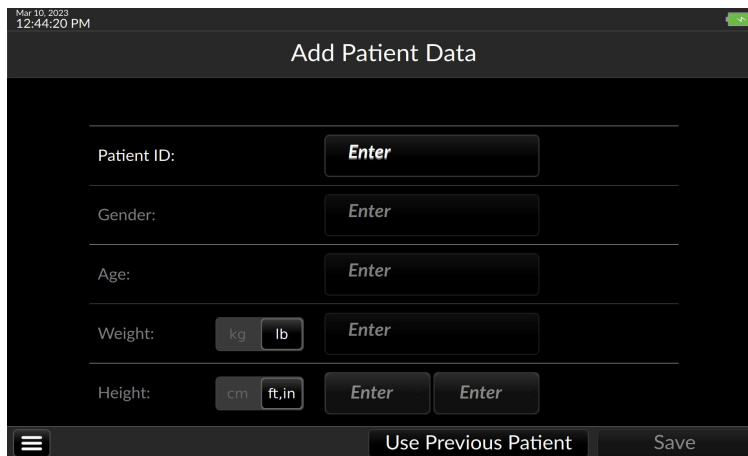 Mar 10, 2023
12:44:20 PM
Add Patient Data
Patient ID: Enter
Gender: Enter
Age: Enter
Weight: kg lb Enter
Height: cm ft,in Enter Enter
Use Previous Patient Save